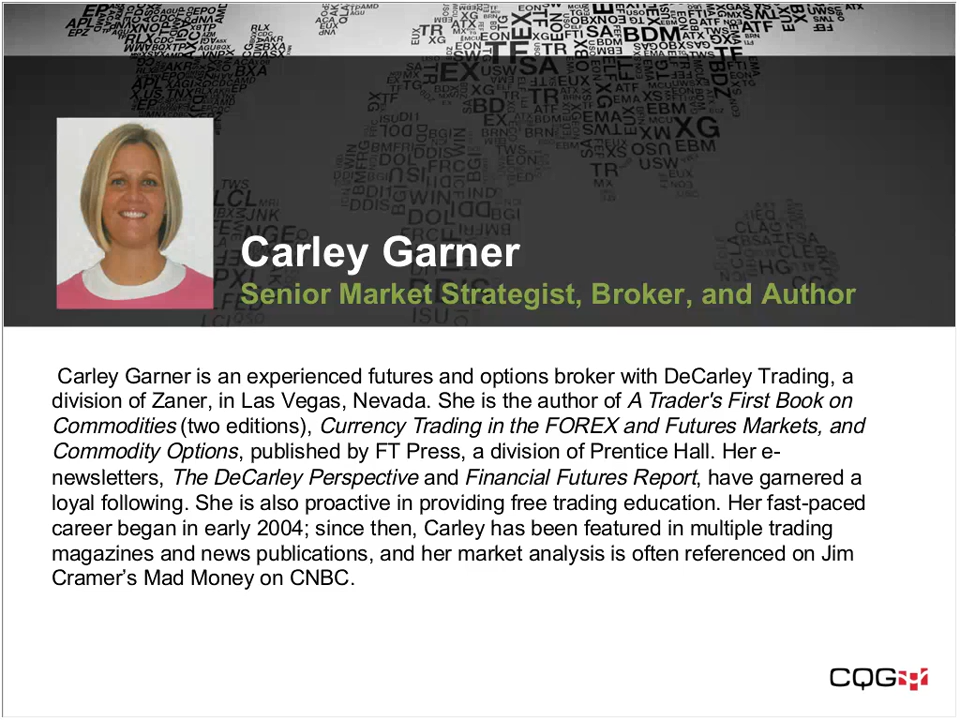 Carley Garner
Senior Market Strategist, Broker, and Author
Carley Garner is an experienced futures and options broker with DeCarley Trading, a
division of Zaner, in Las Vegas, Nevada. She is the author of A Trader's First Book on
Commodities (two editions), Currency Trading in the FOREX and Futures Markets, and
Commodity Options, published by FT Press, a division of Prentice Hall. Her e-
newsletters, The DeCarley Perspective and Financial Futures Report, have garnered a
loyal following. She is also proactive in providing free trading education. Her fast-paced
career began in early 2004; since then, Carley has been featured in multiple trading
magazines and news publications, and her market analysis is often referenced on Jim
Cramer’s Mad Money on CNBC.
CQG